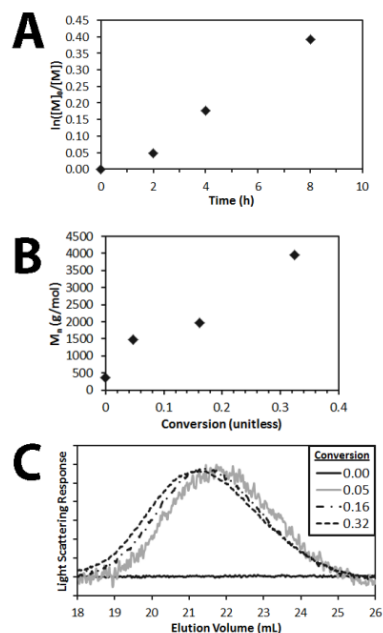 A
ln([M]₀/[M])
0.45
0.40
0.35
0.30
0.25
0.20
0.15
0.10
0.05
0.00
0 2 4 6 8 10
Time (h)
B
Mₙ (g/mol)
4500
4000
3500
3000
2500
2000
1500
1000
500
0
0 0.1 0.2 0.3 0.4
Conversion (unitless)
C
Light Scattering Response
Conversion
0.00
0.05
0.16
0.32
18 19 20 21 22 23 24 25 26
Elution Volume (mL)